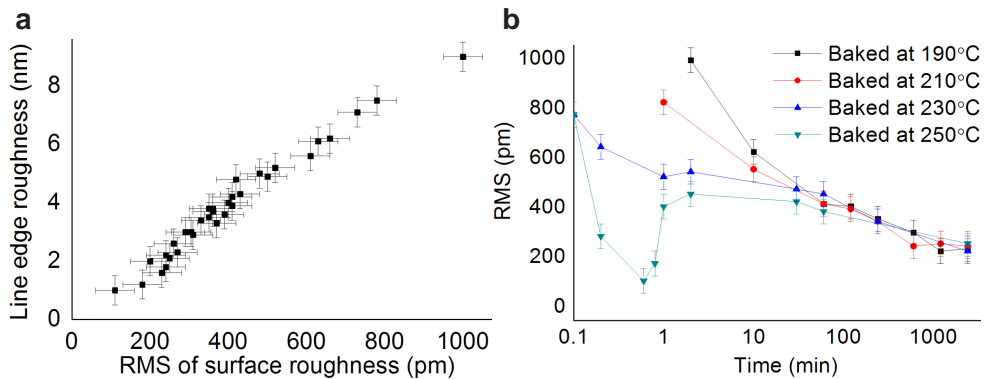 a
Line edge roughness (nm)
8
6
4
2
0
0 200 400 600 800 1000
RMS of surface roughness (pm)
b
RMS (pm)
1000
800
600
400
200
0
0.1 1 10 100 1000
Time (min)
Baked at 190°C
Baked at 210°C
Baked at 230°C
Baked at 250°C